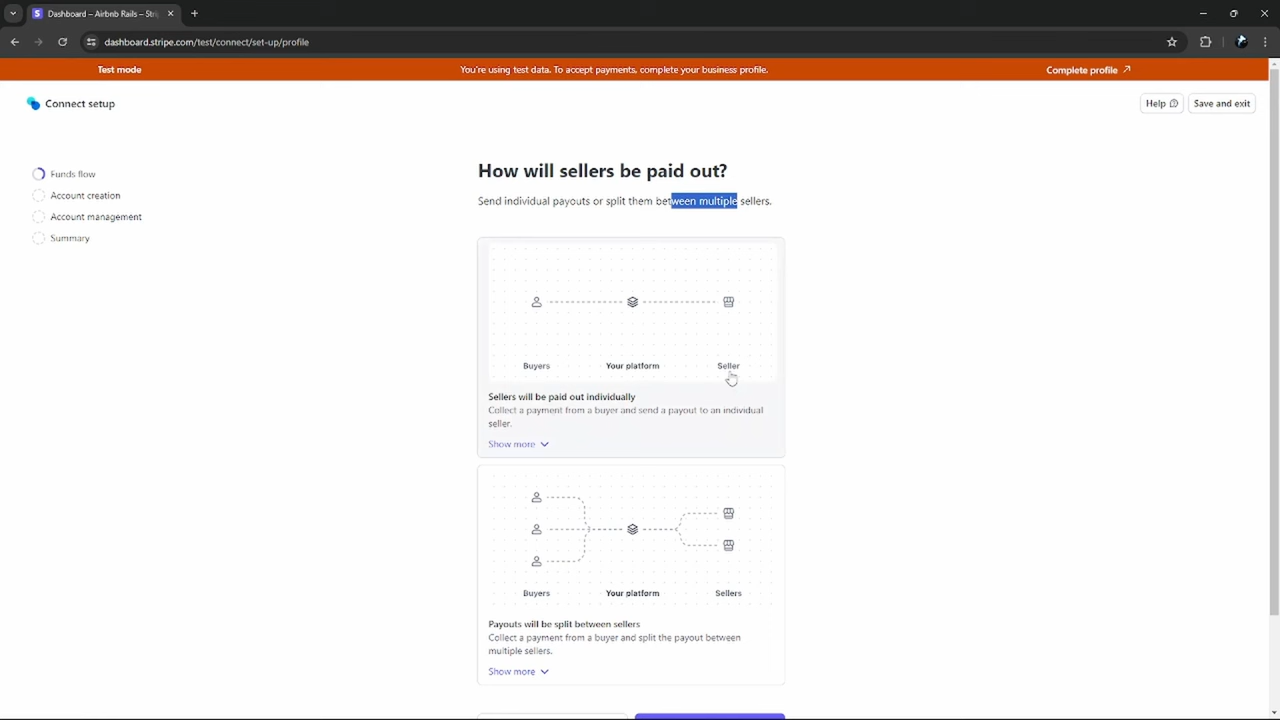 Dashboard – Airbnb Rails – Stri
dashboard.stripe.com/test/connect/set-up/profile
Test mode
You're using test data. To accept payments, complete your business profile.
Complete profile
Connect setup
Help
Save and exit
Funds flow
Account creation
Account management
Summary
How will sellers be paid out?
Send individual payouts or split them between multiple sellers.
Buyers Your platform Seller
Sellers will be paid out individually
Collect a payment from a buyer and send a payout to an individual
seller.
Show more
Buyers Your platform Sellers
Payouts will be split between sellers
Collect a payment from a buyer and split the payout between
multiple sellers.
Show more